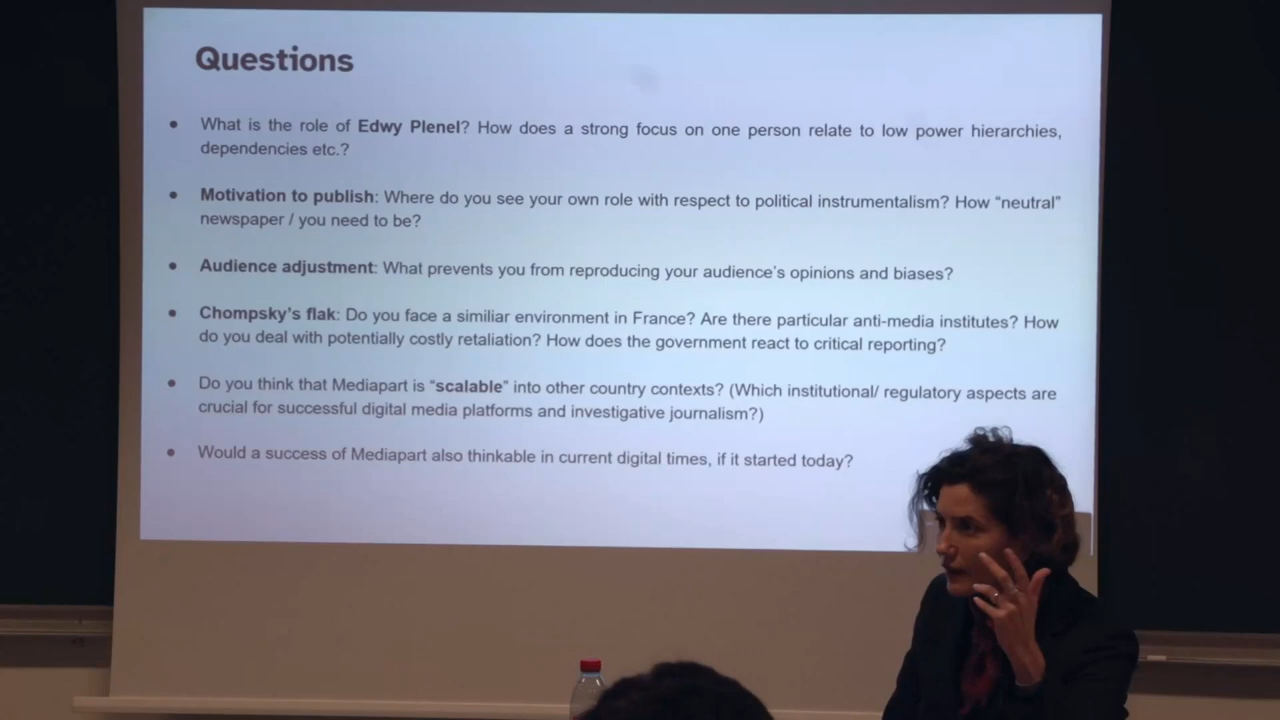 Questions
• What is the role of Edwy Plenel? How does a strong focus on one person relate to low power hierarchies,
dependencies etc.?
• Motivation to publish: Where do you see your own role with respect to political instrumentalism? How “neutral”
newspaper / you need to be?
• Audience adjustment: What prevents you from reproducing your audience’s opinions and biases?
• Chompsky’s flak: Do you face a similiar environment in France? Are there particular anti-media institutes? How
do you deal with potentially costly retaliation? How does the government react to critical reporting?
• Do you think that Mediapart is “scalable” into other country contexts? (Which institutional/ regulatory aspects are
crucial for successful digital media platforms and investigative journalism?)
• Would a success of Mediapart also thinkable in current digital times, if it started today?